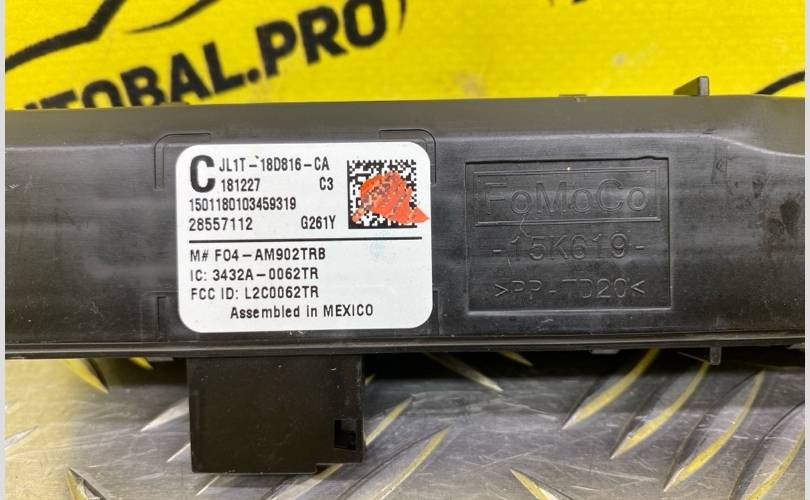 AUTOBAL.PRO
C JL1T-18D816-CA
181227 C3
1501180103459319
28557112 G261Y
M# F04-AM902TRB
IC: 3432A-0062TR
FCC ID: L2C0062TR
Assembled in MEXICO
FoMoCo
-15K619-
>PP-TD20<